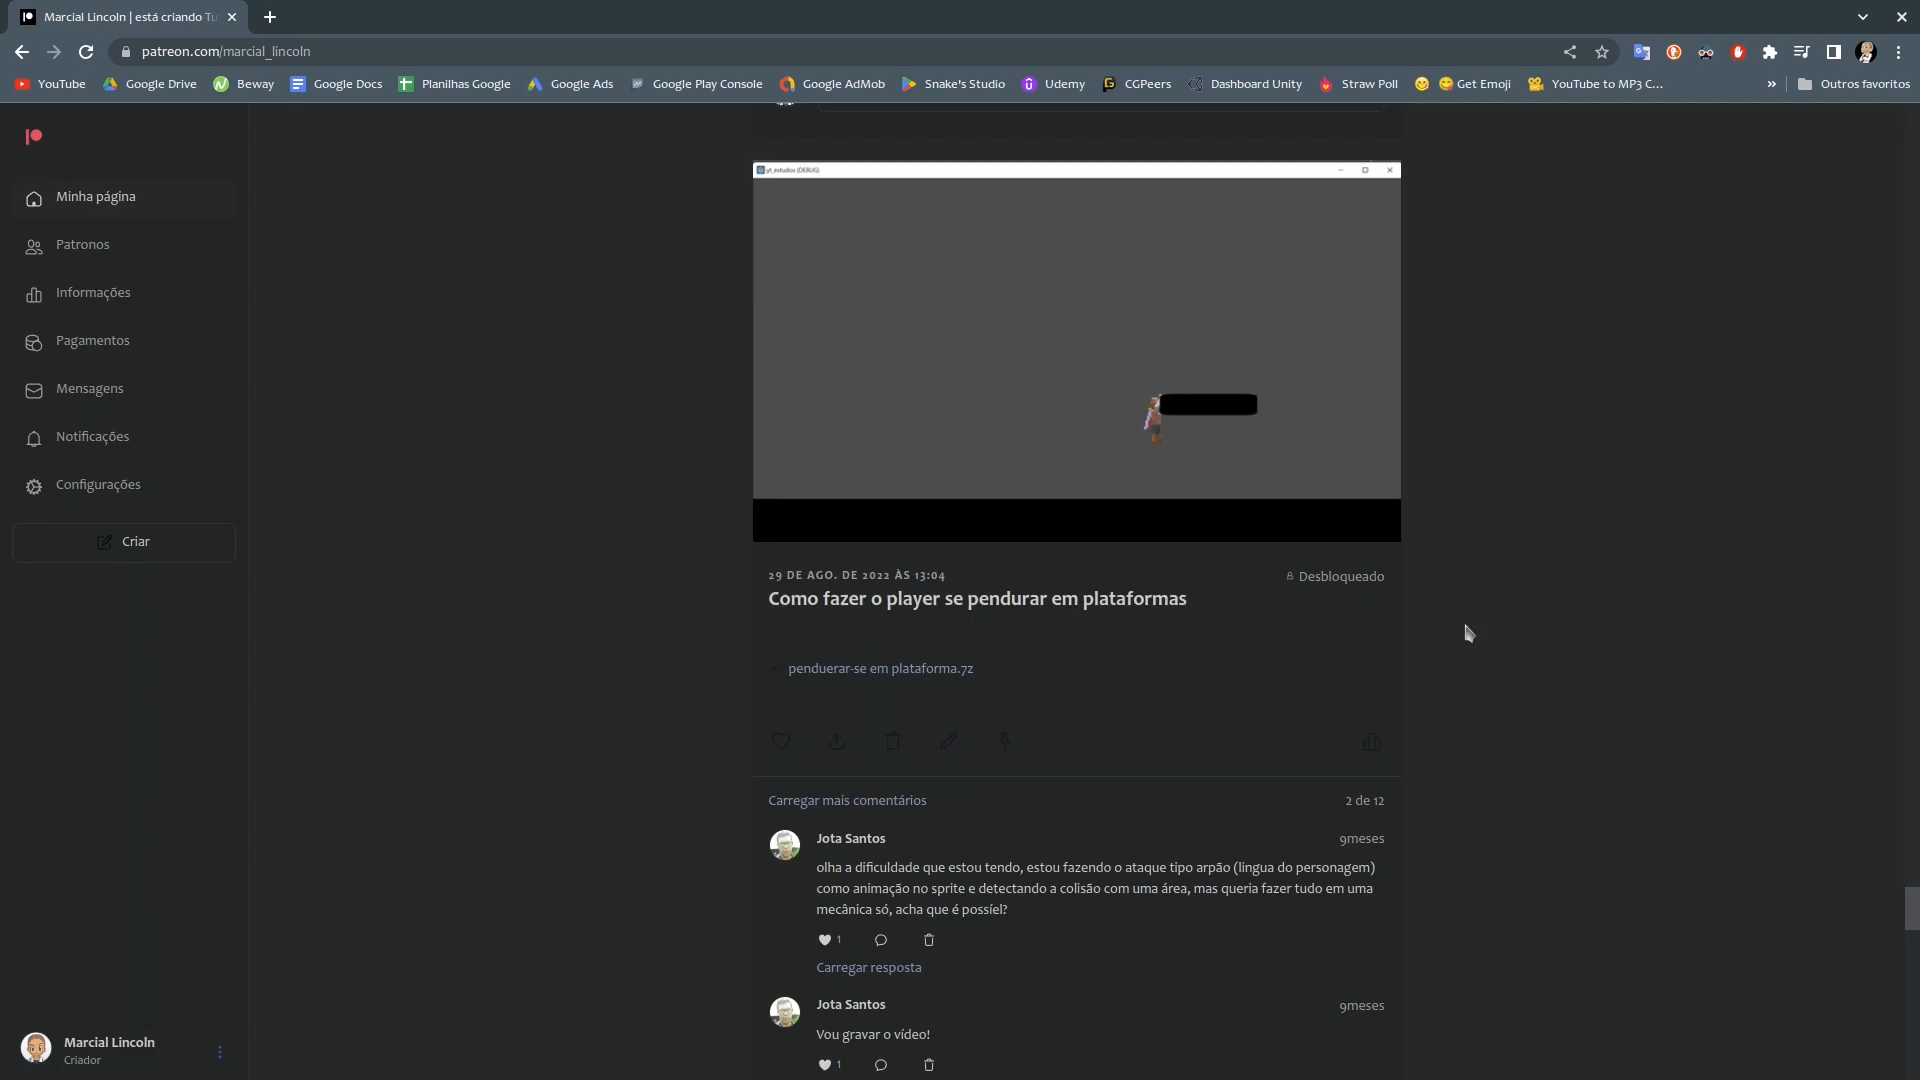 Marcial Lincoln | está criando Tu
patreon.com/marcial_lincoln
YouTube
Google Drive
Beway
Google Docs
Planilhas Google
Google Ads
Google Play Console
Google AdMob
Snake's Studio
Udemy
CGPeers
Dashboard Unity
Straw Poll
Get Emoji
YouTube to MP3 C...
»
Outros favoritos
Minha página
Patronos
Informações
Pagamentos
Mensagens
Notificações
Configurações
Criar
Marcial Lincoln
Criador
yt_estudos (DEBUG)
29 DE AGO. DE 2022 ÀS 13:04
Desbloqueado
Como fazer o player se pendurar em plataformas
penduerar-se em plataforma.7z
Carregar mais comentários
2 de 12
Jota Santos
9meses
olha a dificuldade que estou tendo, estou fazendo o ataque tipo arpão (lingua do personagem)
como animação no sprite e detectando a colisão com uma área, mas queria fazer tudo em uma
mecânica só, acha que é possíel?
1
Carregar resposta
Jota Santos
9meses
Vou gravar o vídeo!
1